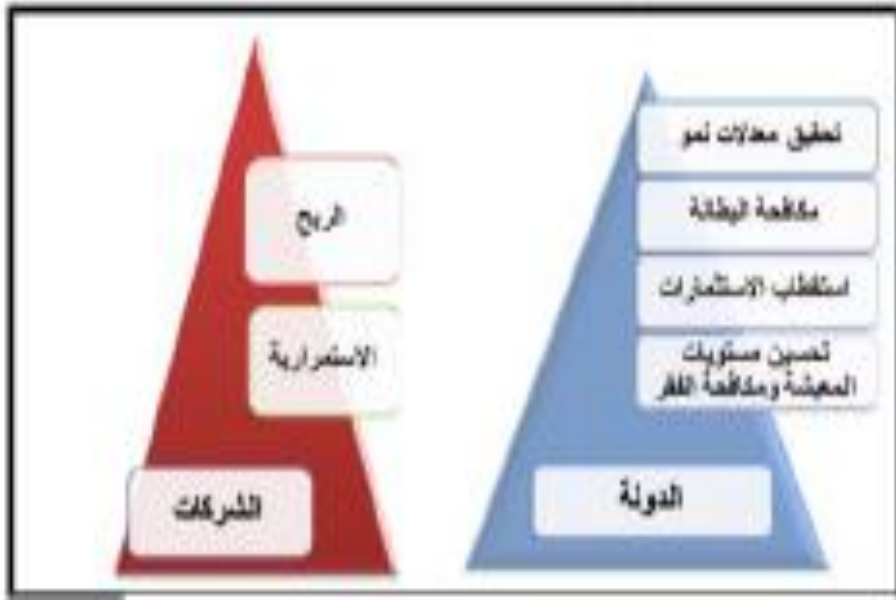 تحقيق معدلات نمو
مكافحة البطالة
استقطاب الاستثمارات
تحسين مستويات
المعيشة ومكافحة الفقر
الدولة
الربح
الاستمرارية
الشركات